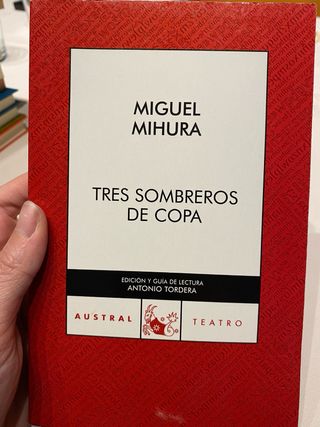 MIGUEL
MIHURA
TRES SOMBREROS
DE COPA
EDICIÓN Y GUÍA DE LECTURA
ANTONIO TORDERA
AUSTRAL TEATRO